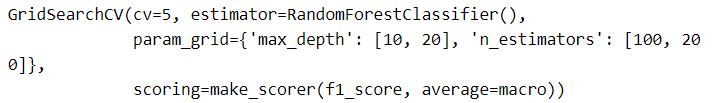 GridSearchCV(cv=5, estimator=RandomForestClassifier(),
             param_grid={'max_depth': [10, 20], 'n_estimators': [100, 20
0]},
             scoring=make_scorer(f1_score, average=macro))